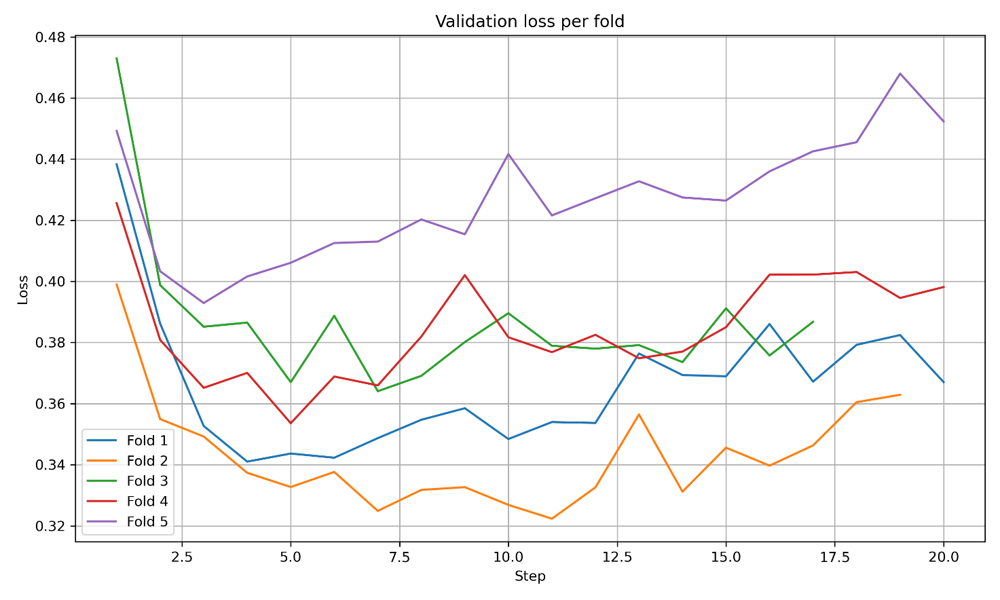 Validation loss per fold
0.48
0.46
0.44
0.42
0.40
0.38
0.36
0.34
0.32
Loss
Fold 1
Fold 2
Fold 3
Fold 4
Fold 5
2.5 5.0 7.5 10.0 12.5 15.0 17.5 20.0
Step